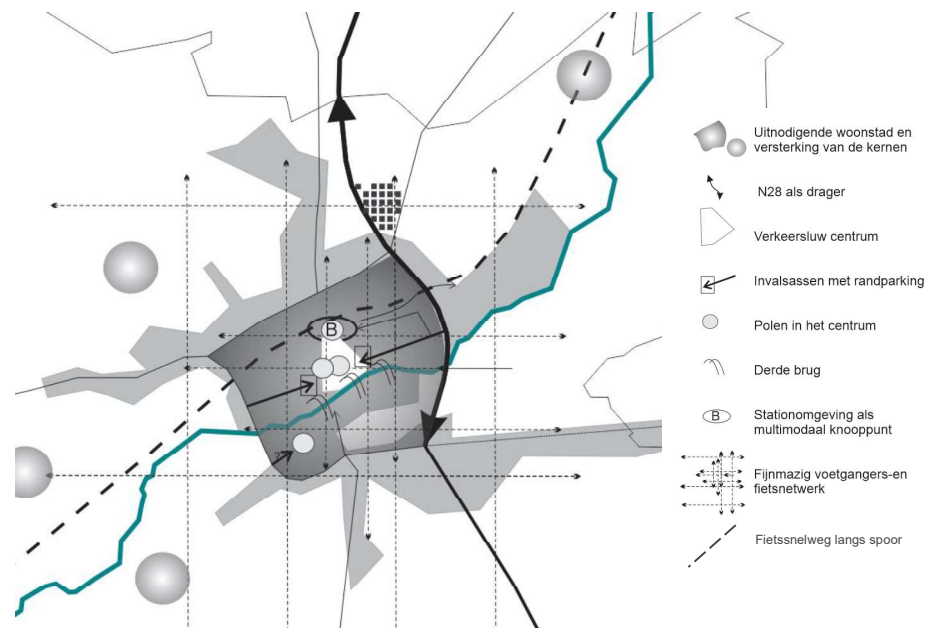 B
2
Uitnodigende woonstad en
versterking van de kernen
N28 als drager
Verkeersluw centrum
Invalsassen met randparking
Polen in het centrum
Derde brug
B
Stationomgeving als
multimodaal knooppunt
Fijnmazig voetgangers-en
fietsnetwerk
Fietssnelweg langs spoor